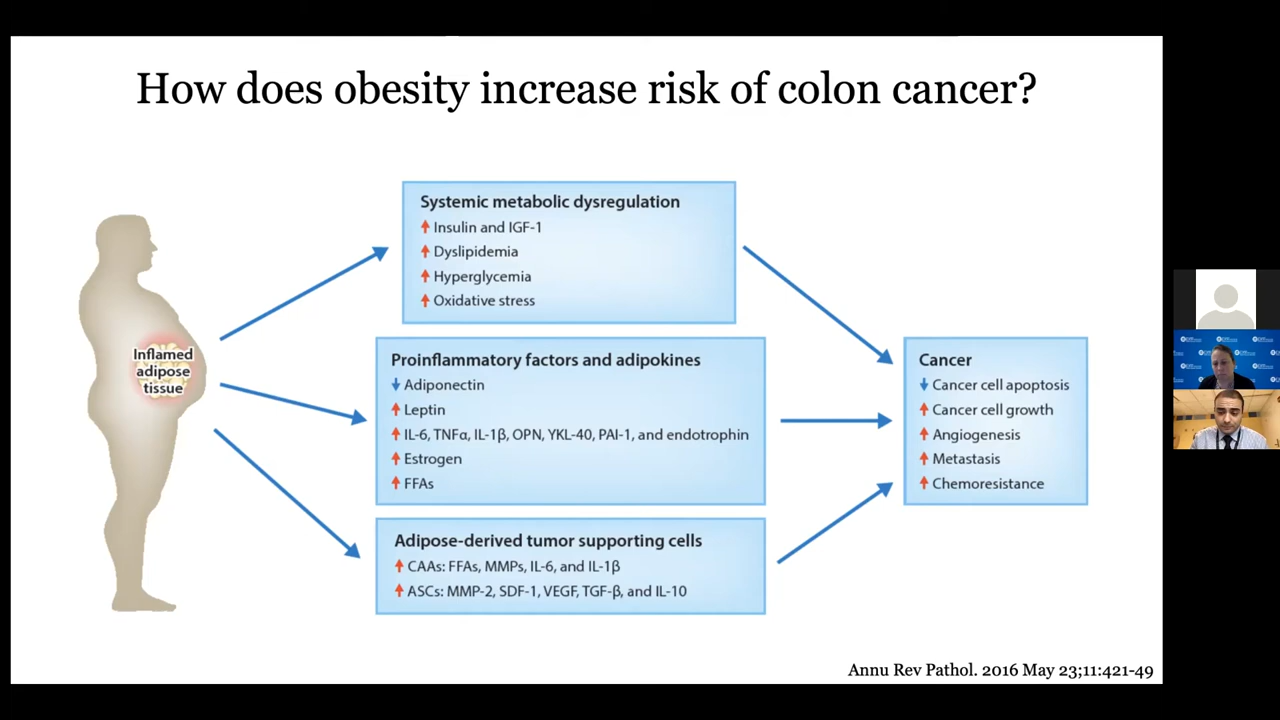 How does obesity increase risk of colon cancer?
Systemic metabolic dysregulation
↑ Insulin and IGF-1
↑ Dyslipidemia
↑ Hyperglycemia
↑ Oxidative stress
Inflamed
adipose
tissue
Proinflammatory factors and adipokines
↓ Adiponectin
↑ Leptin
↑ IL-6, TNFα, IL-1β, OPN, YKL-40, PAI-1, and endotrophin
↑ Estrogen
↑ FFAs
Adipose-derived tumor supporting cells
↑ CAAs: FFAs, MMPs, IL-6, and IL-1β
↑ ASCs: MMP-2, SDF-1, VEGF, TGF-β, and IL-10
Cancer
↓ Cancer cell apoptosis
↑ Cancer cell growth
↑ Angiogenesis
↑ Metastasis
↑ Chemoresistance
Annu Rev Pathol. 2016 May 23;11:421-49